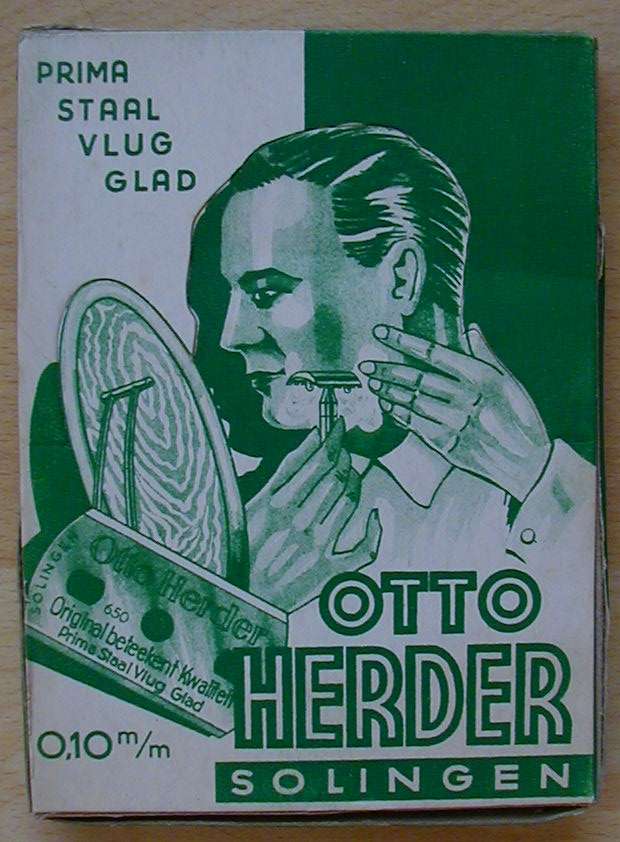 PRIMA
STAAL
VLUG
GLAD
SOLINGEN
Otto Herder
650
Original beteekent Kwaliteit
Prima Staal Vlug Glad
0,10 m/m
OTTO
HERDER
SOLINGEN